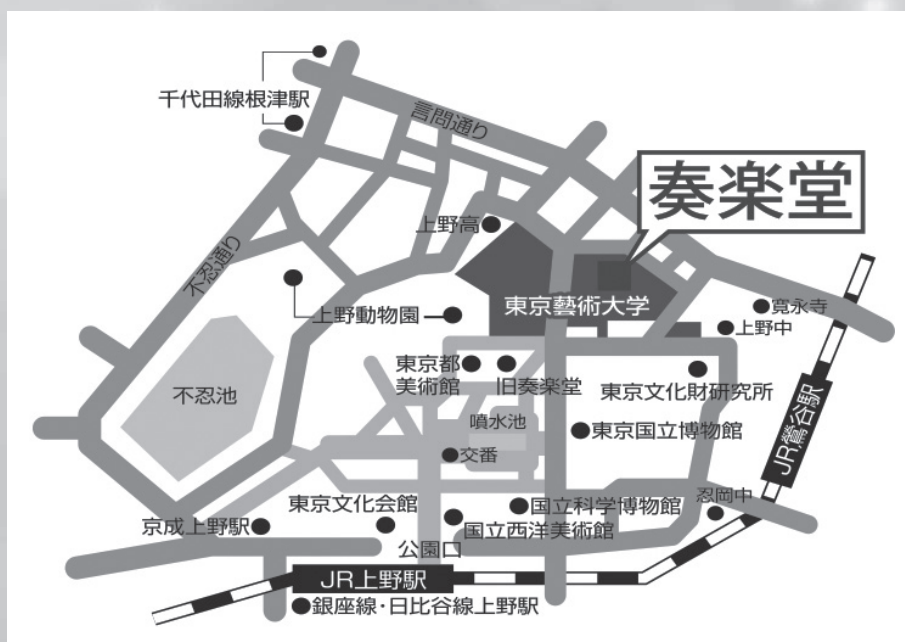 千代田線根津駅
言問通り
奏楽堂
上野高
不忍通り
上野動物園
東京藝術大学
寛永寺
上野中
東京都
美術館
旧奏楽堂
東京文化財研究所
不忍池
噴水池
東京国立博物館
JR鶯谷駅
交番
忍岡中
東京文化会館
国立科学博物館
国立西洋美術館
京成上野駅
公園口
JR上野駅
銀座線・日比谷線上野駅